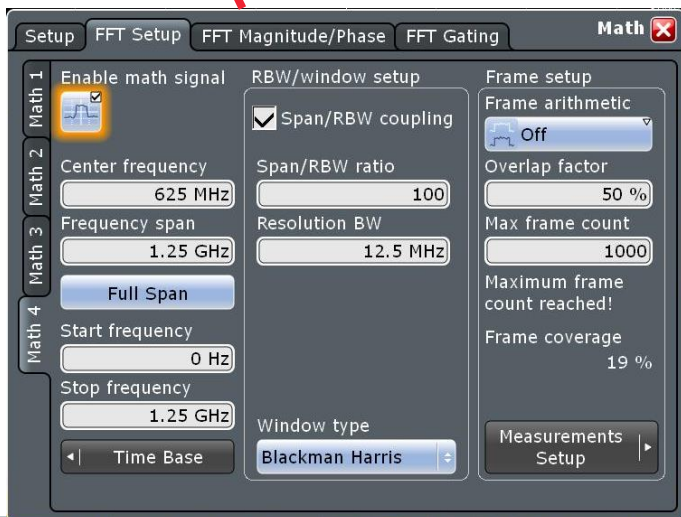 Setup FFT Setup FFT Magnitude/Phase FFT Gating Math
Math 1
Math 2
Math 3
Math 4
Enable math signal
Center frequency
625 MHz
Frequency span
1.25 GHz
Full Span
Start frequency
0 Hz
Stop frequency
1.25 GHz
Time Base
RBW/window setup
Span/RBW coupling
Span/RBW ratio
100
Resolution BW
12.5 MHz
Window type
Blackman Harris
Frame setup
Frame arithmetic
Off
Overlap factor
50 %
Max frame count
1000
Maximum frame
count reached!
Frame coverage
19 %
Measurements
Setup